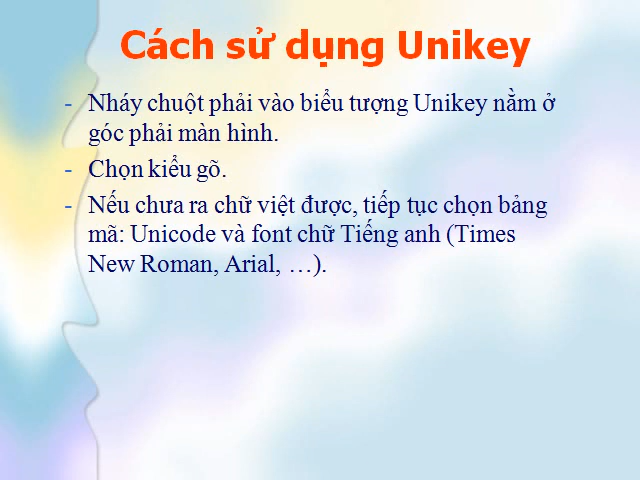 Cách sử dụng Unikey
- Nháy chuột phải vào biểu tượng Unikey nằm ở
góc phải màn hình.
- Chọn kiểu gõ.
- Nếu chưa ra chữ việt được, tiếp tục chọn bảng
mã: Unicode và font chữ Tiếng anh (Times
New Roman, Arial, …).